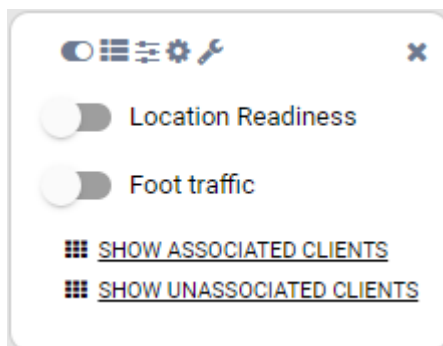 Location Readiness
Foot traffic
SHOW ASSOCIATED CLIENTS
SHOW UNASSOCIATED CLIENTS